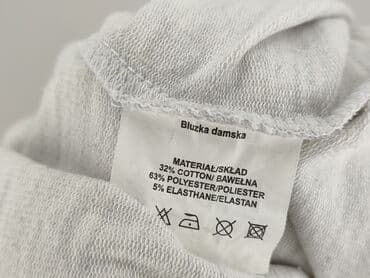 Bluzka damska
MATERIAŁ/SKŁAD
32% COTTON/ BAWEŁNA
63% POLYESTER/POLIESTER
5% ELASTHANE/ELASTAN